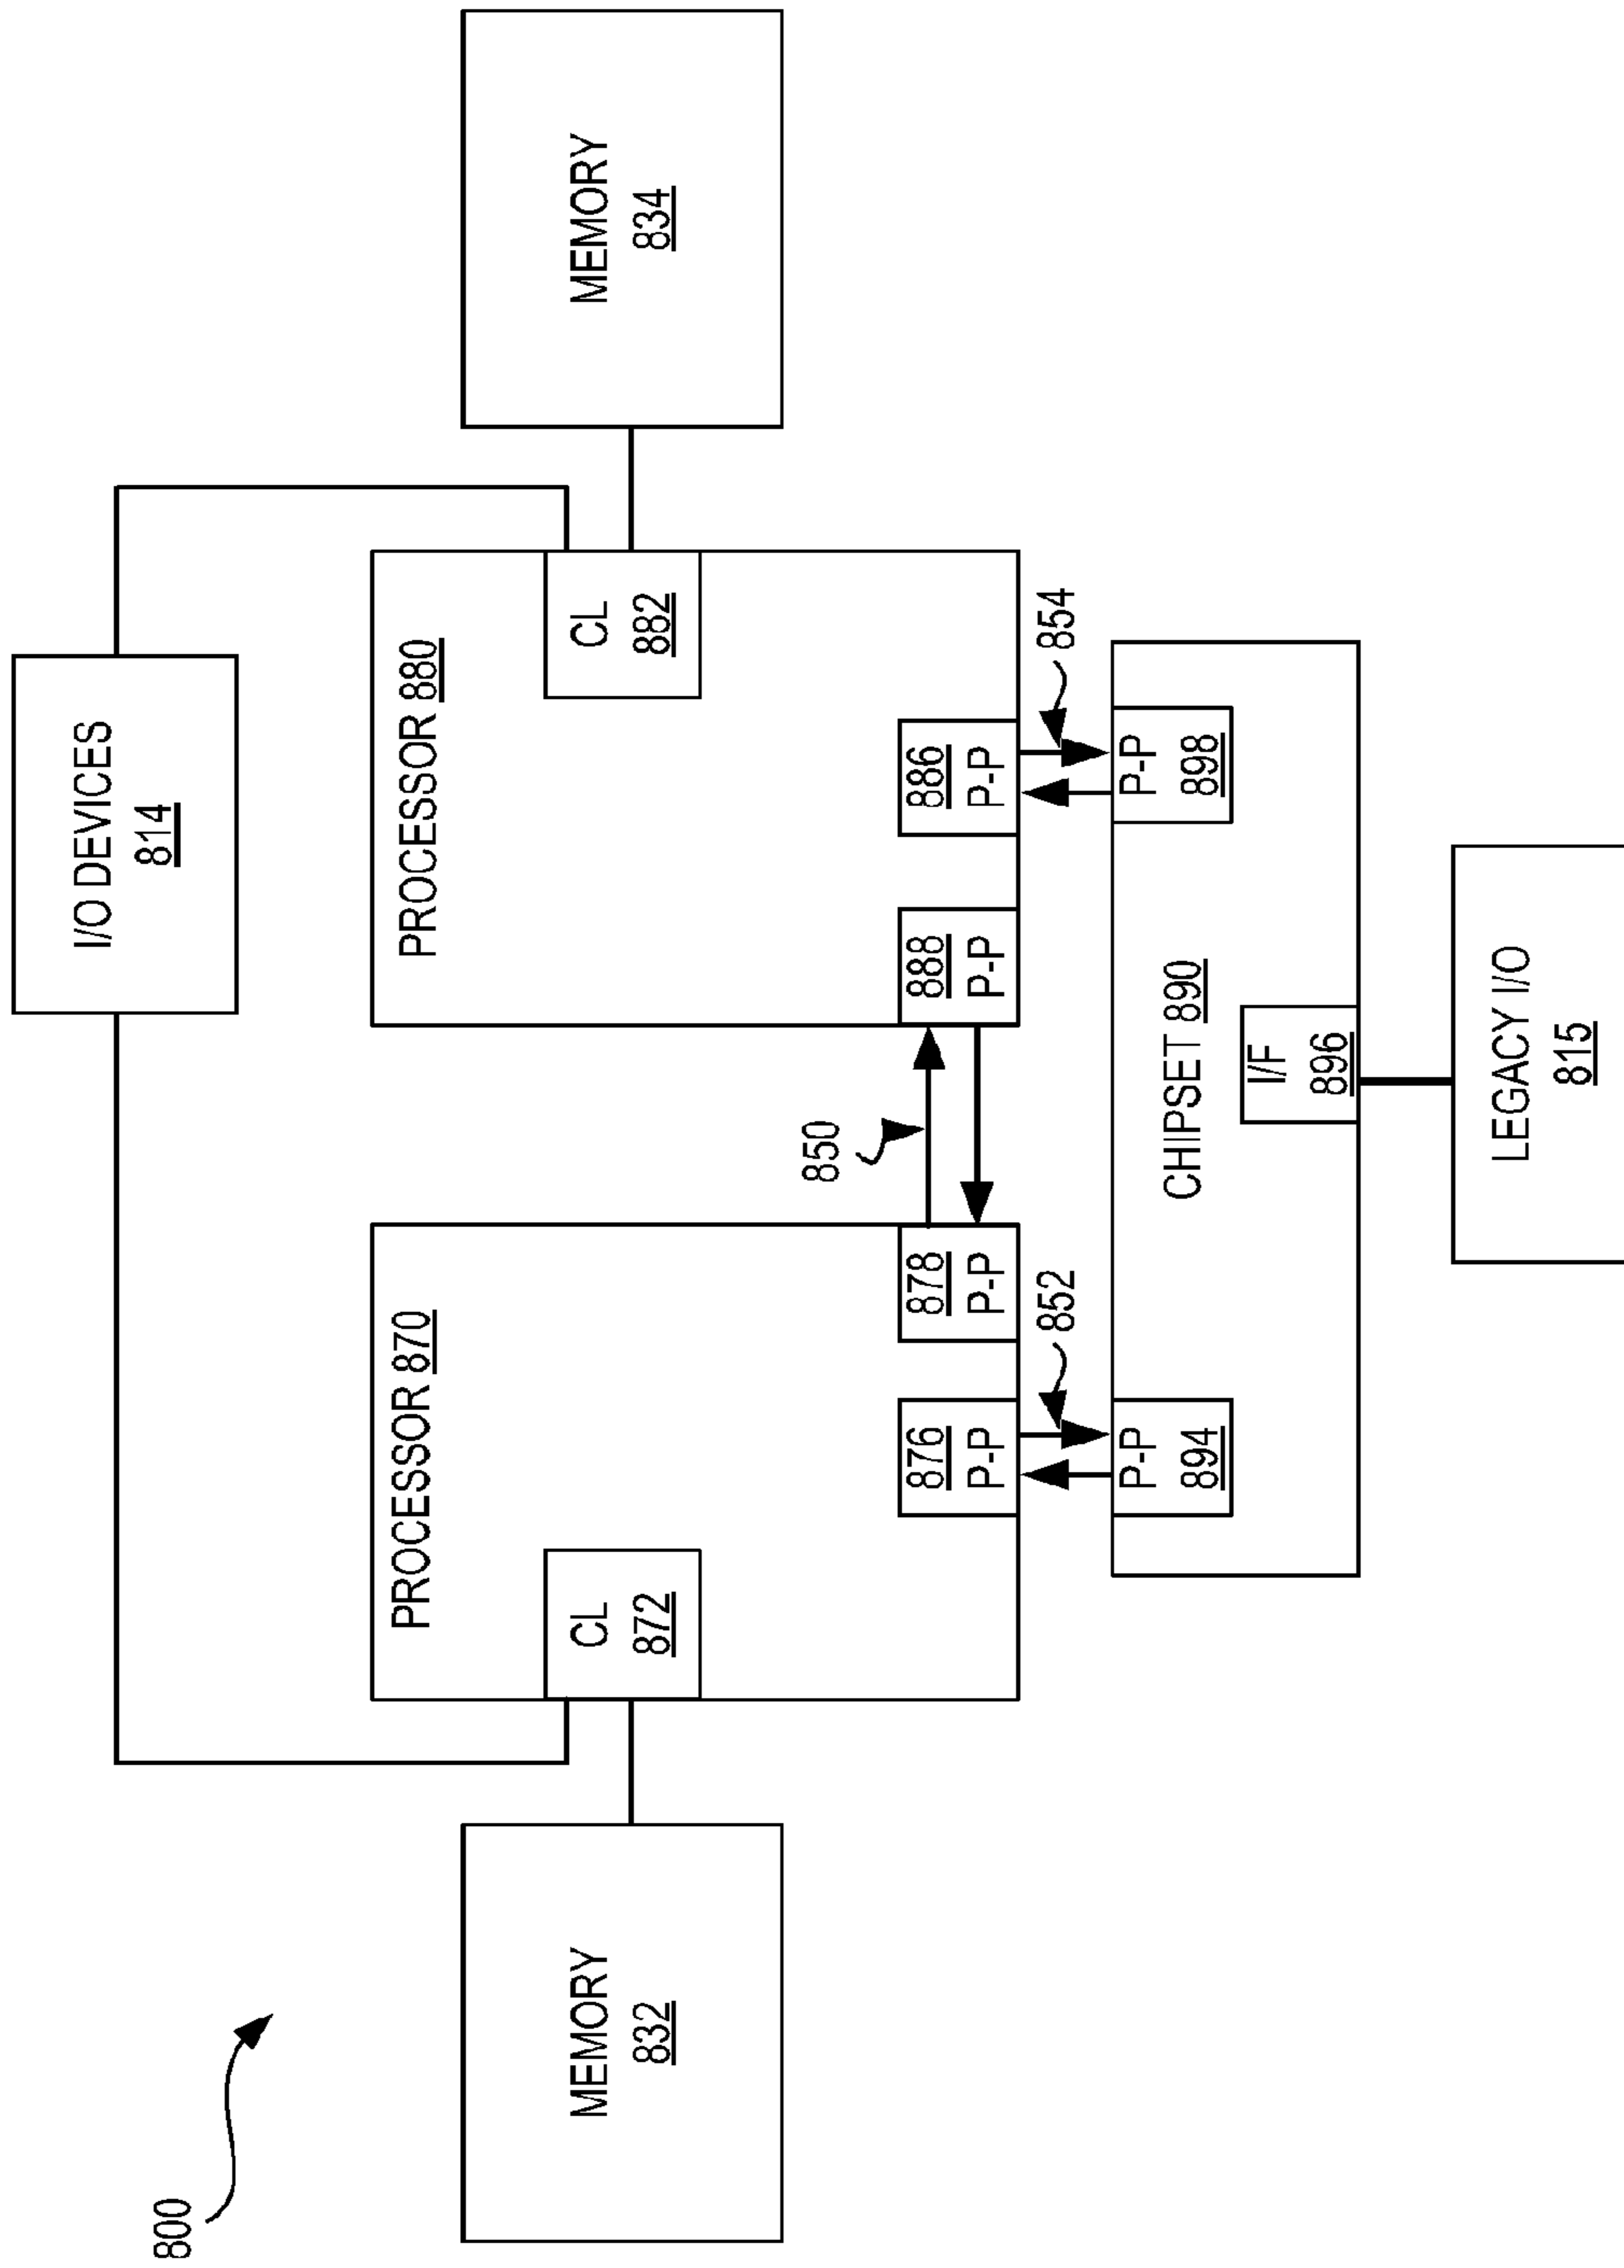 800
I/O DEVICES
814
MEMORY
832
PROCESSOR 870
CL
872
876
P-P
878
P-P
850
PROCESSOR 880
CL
882
888
P-P
886
P-P
MEMORY
834
852
854
P-P
894
CHIPSET 890
P-P
898
I/F
896
LEGACY I/O
815